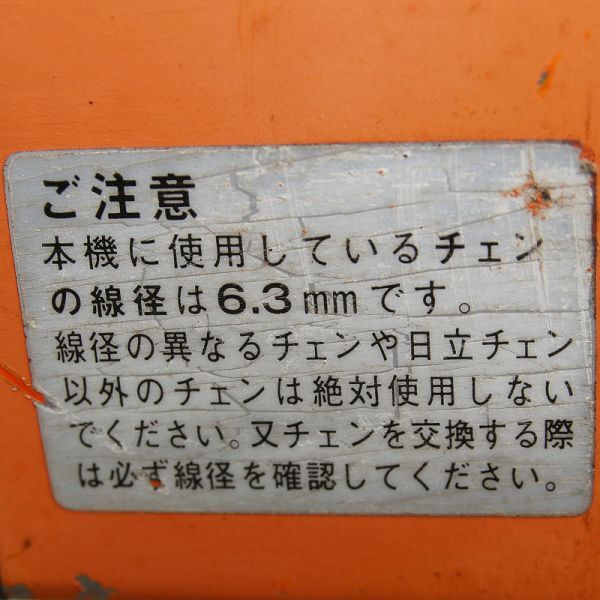 ご注意
本機に使用しているチェン
の線径は6.3mmです。
線径の異なるチェンや日立チェン
以外のチェンは絶対使用しない
でください。又チェンを交換する際
は必ず線径を確認してください。